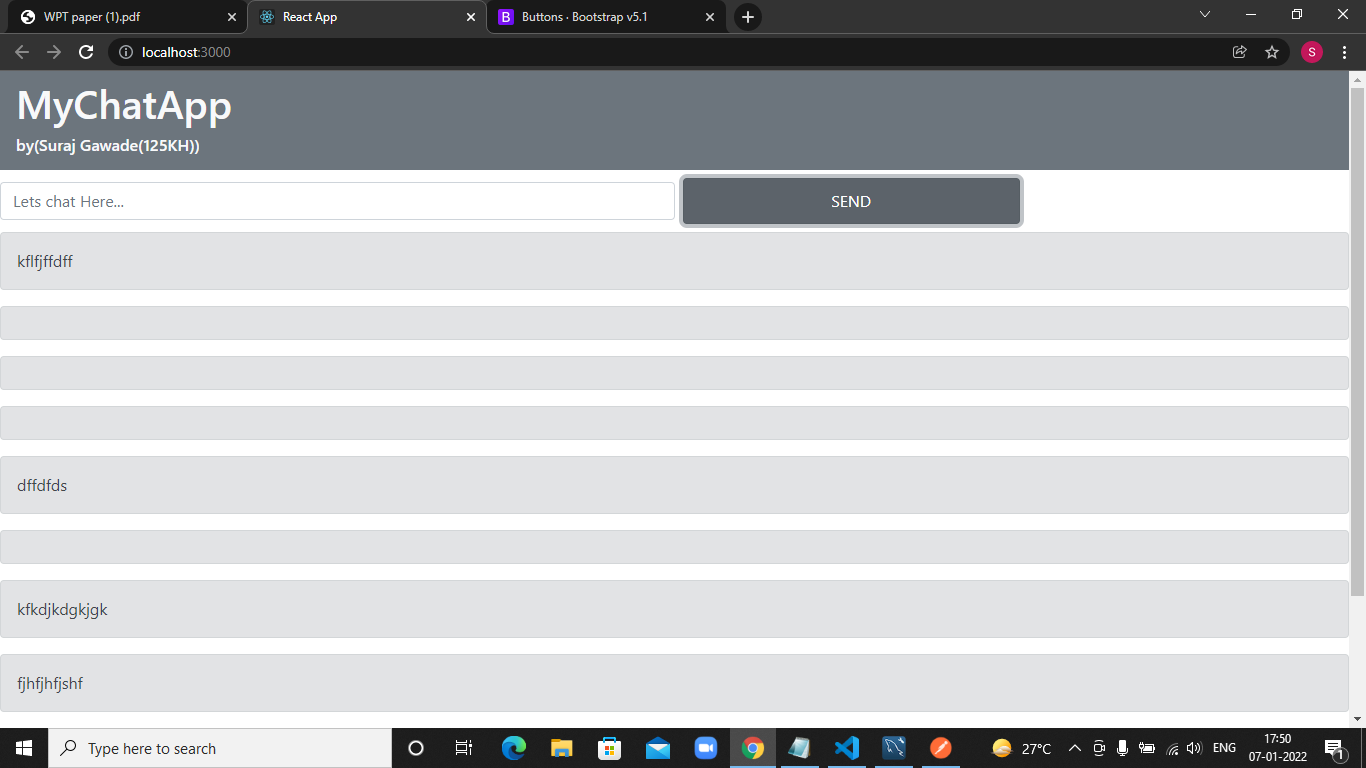 WPT paper (1).pdf
React App
Buttons · Bootstrap v5.1
localhost:3000
S
MyChatApp
by(Suraj Gawade(125KH))
Lets chat Here...
SEND
kflfjffdff
dffdfds
kfkdjkdgkjgk
fjhfjhfjshf
Type here to search
27°C
ENG
17:50
07-01-2022
1